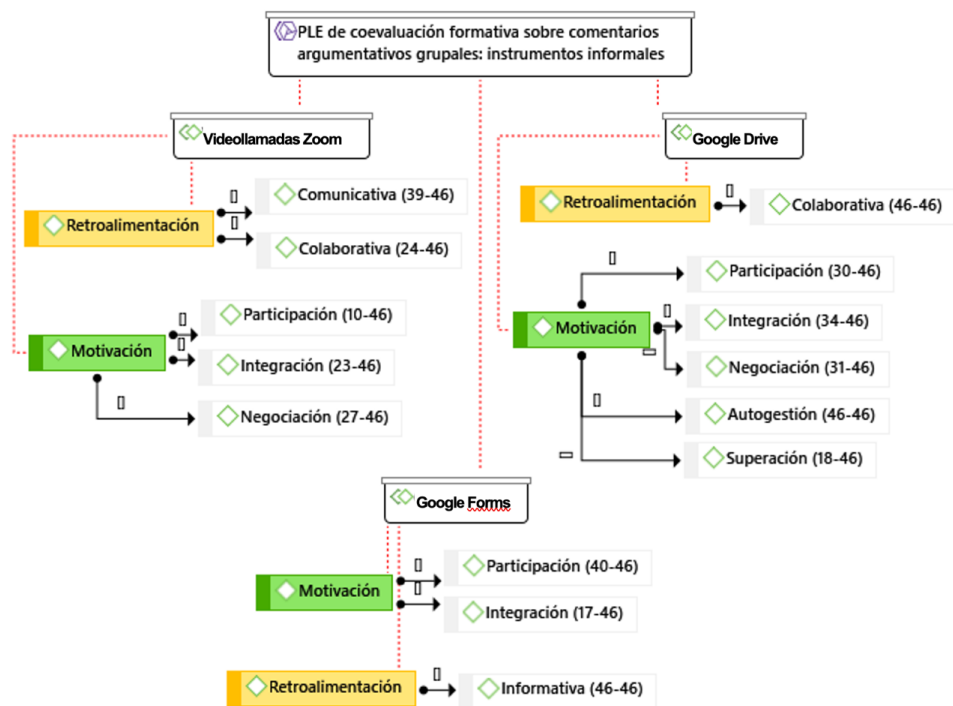 PLE de coevaluación formativa sobre comentarios
argumentativos grupales: instrumentos informales
Videollamadas Zoom
Retroalimentación
Comunicativa (39-46)
Colaborativa (24-46)
Motivación
Participación (10-46)
Integración (23-46)
Negociación (27-46)
Google Drive
Retroalimentación
Colaborativa (46-46)
Motivación
Participación (30-46)
Integración (34-46)
Negociación (31-46)
Autogestión (46-46)
Superación (18-46)
Google Forms
Motivación
Participación (40-46)
Integración (17-46)
Retroalimentación
Informativa (46-46)